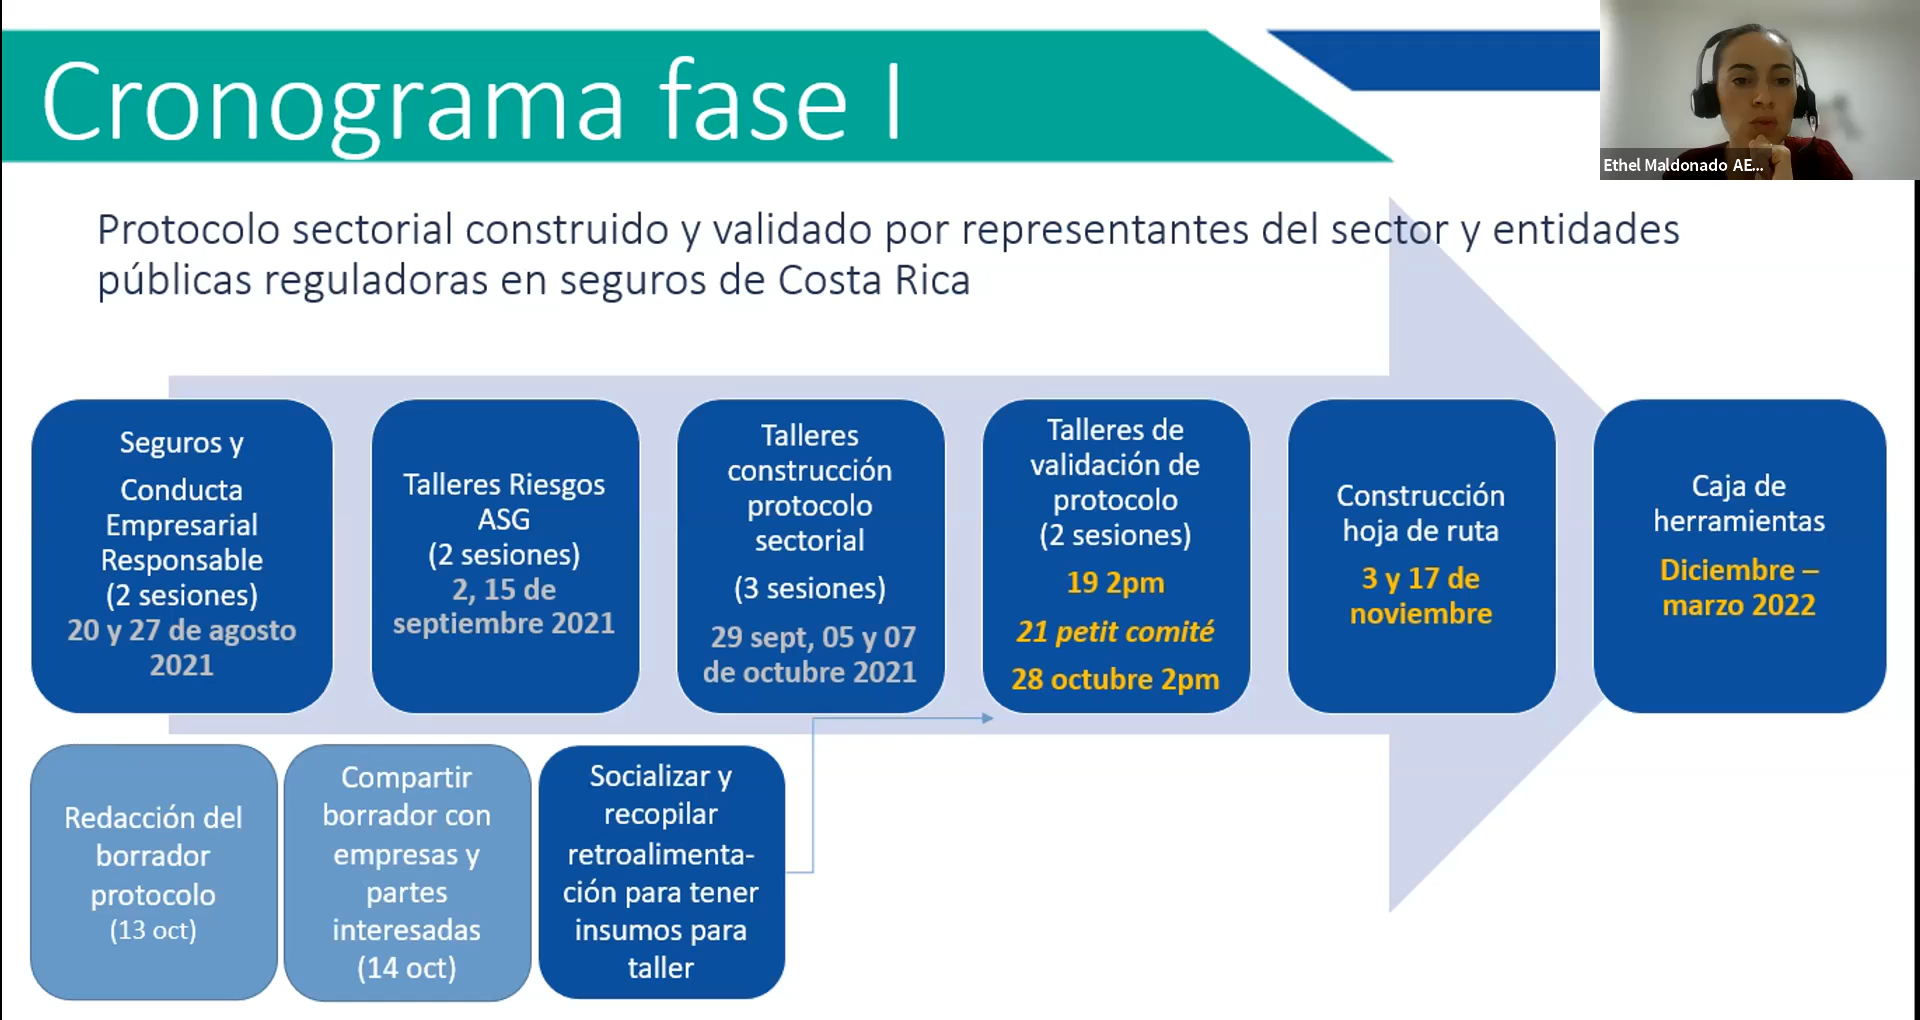 Cronograma fase I
Ethel Maldonado AE...
Protocolo sectorial construido y validado por representantes del sector y entidades
públicas reguladoras en seguros de Costa Rica
Seguros y
Conducta
Empresarial
Responsable
(2 sesiones)
20 y 27 de agosto
2021
Talleres Riesgos
ASG
(2 sesiones)
2, 15 de
septiembre 2021
Talleres
construcción
protocolo
sectorial
(3 sesiones)
29 sept, 05 y 07
de octubre 2021
Talleres de
validación de
protocolo
(2 sesiones)
19 2pm
21 petit comité
28 octubre 2pm
Construcción
hoja de ruta
3 y 17 de
noviembre
Caja de
herramientas
Diciembre –
marzo 2022
Redacción del
borrador
protocolo
(13 oct)
Compartir
borrador con
empresas y
partes
interesadas
(14 oct)
Socializar y
recopilar
retroalimenta-
ción para tener
insumos para
taller